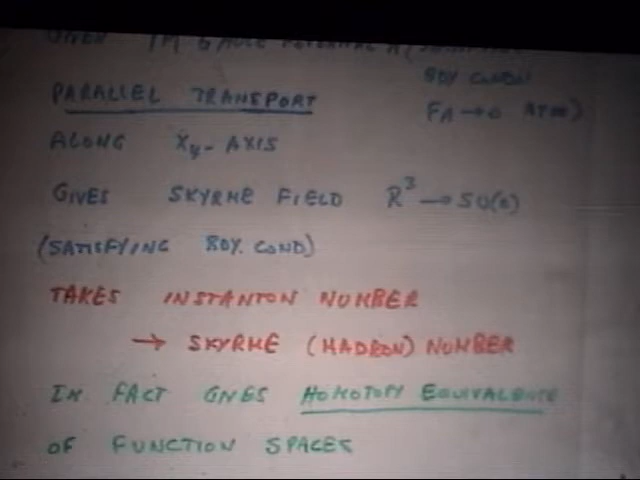 PARALLEL TRANSPORT
BDY COND
FA → 0 AT ∞)
ALONG X4 - AXIS
GIVES SKYRME FIELD R³ → SU(2)
(SATISFYING BDY. COND)
TAKES INSTANTON NUMBER
→ SKYRME (HADRON) NUMBER
IN FACT GIVES HOMOTOPY EQUIVALENCE
OF FUNCTION SPACES